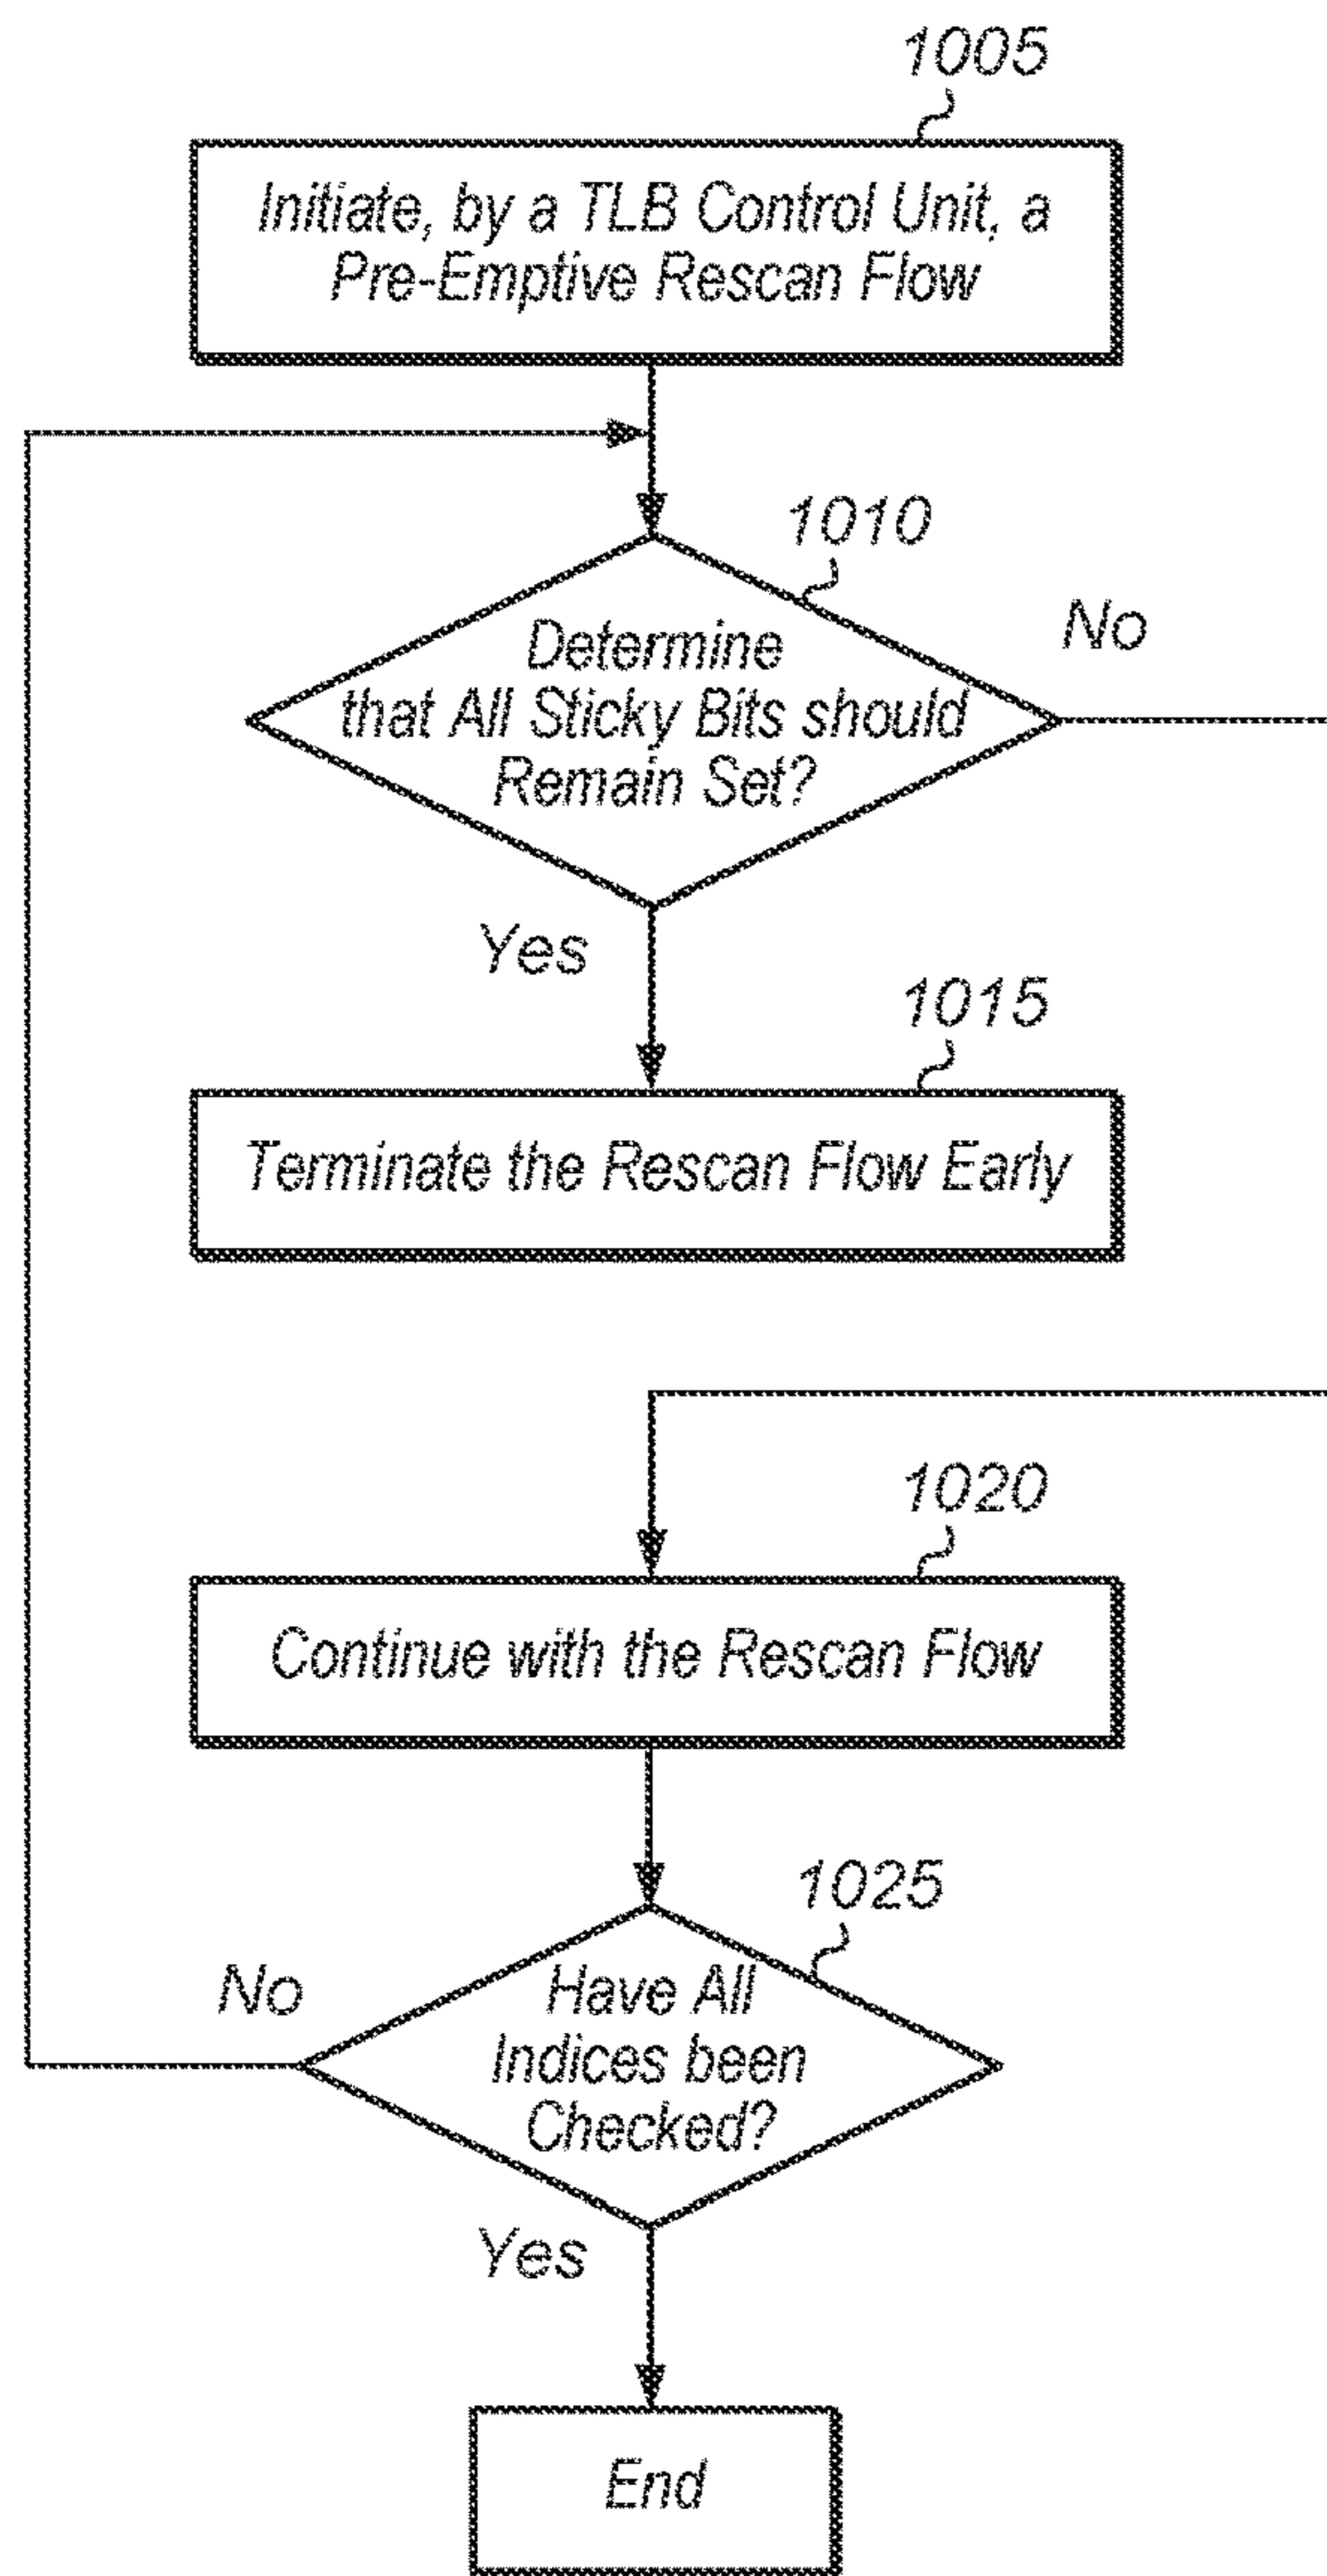 1005
Initiate, by a TLB Control Unit, a
Pre-Emptive Rescan Flow
1010
No
Determine
that All Sticky Bits should
Remain Set?
Yes
1015
Terminate the Rescan Flow Early
1020
Continue with the Rescan Flow
1025
No
Have All
Indices been
Checked?
Yes
End